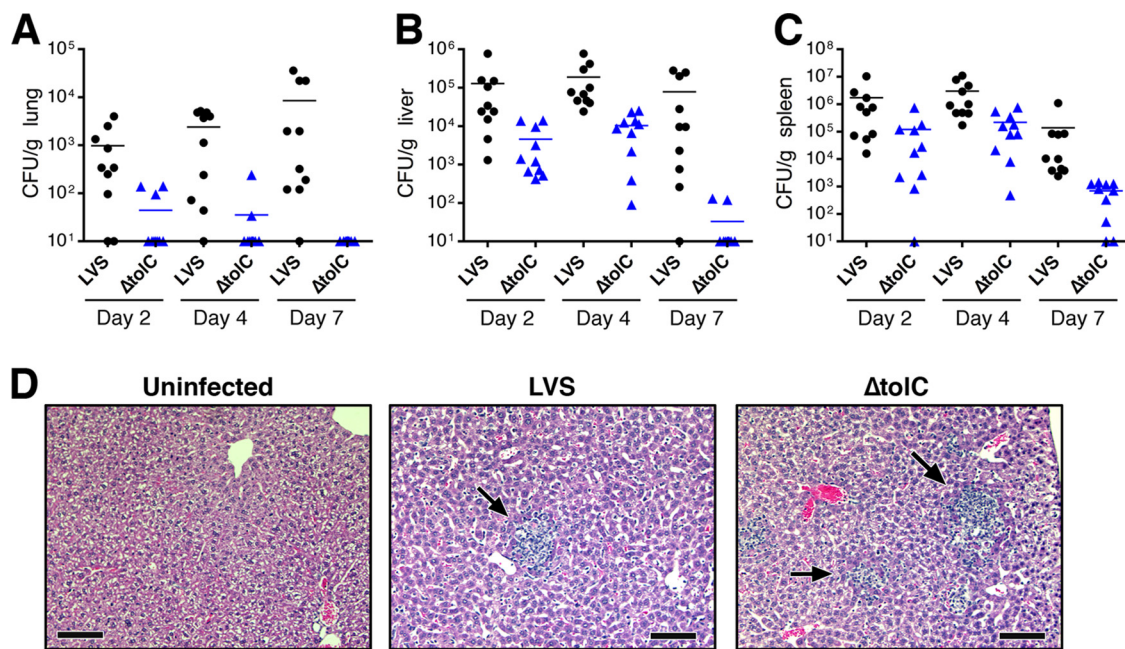 A
CFU/g lung
10⁵
10⁴
10³
10²
10¹
LVS
ΔtolC
LVS
ΔtolC
LVS
ΔtolC
Day 2
Day 4
Day 7
B
CFU/g liver
10⁶
10⁵
10⁴
10³
10²
10¹
LVS
ΔtolC
LVS
ΔtolC
LVS
ΔtolC
Day 2
Day 4
Day 7
C
CFU/g spleen
10⁸
10⁷
10⁶
10⁵
10⁴
10³
10²
10¹
LVS
ΔtolC
LVS
ΔtolC
LVS
ΔtolC
Day 2
Day 4
Day 7
D
Uninfected
LVS
ΔtolC